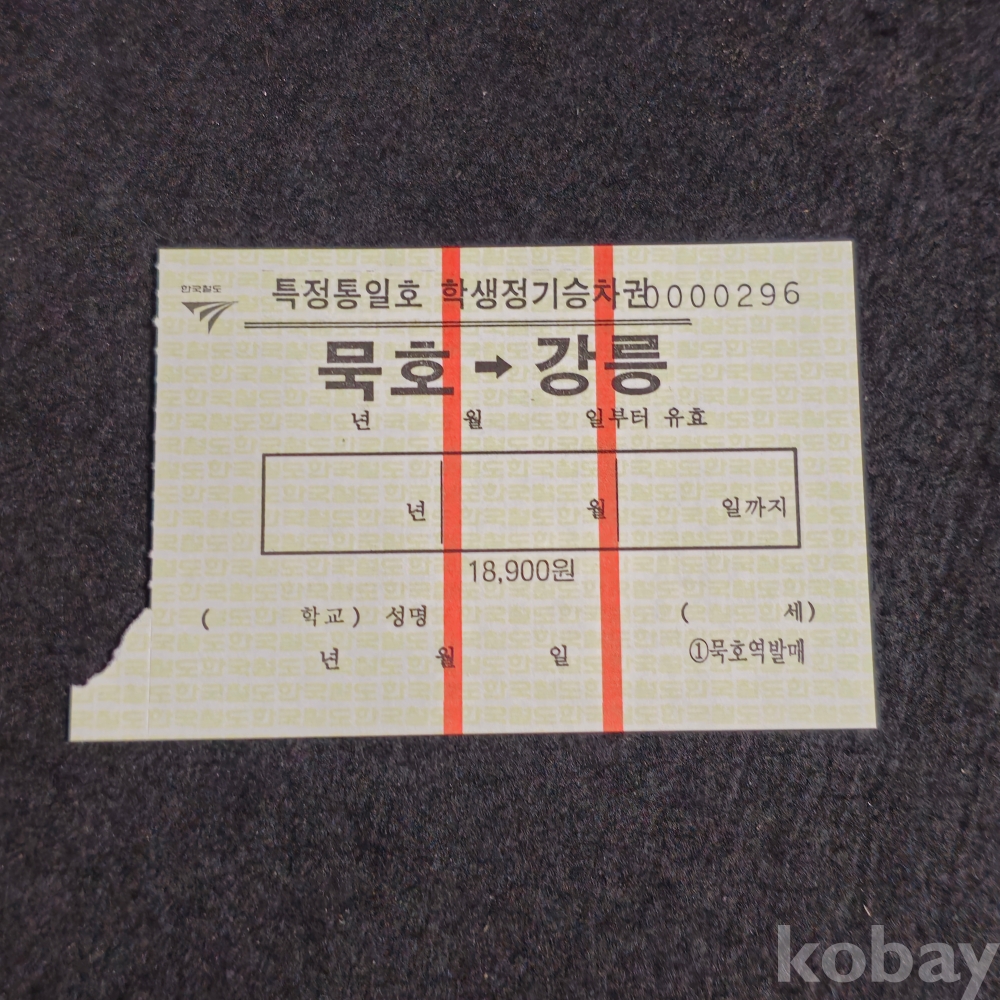 한국철도
특정통일호 학생정기승차권 0000296
묵호 → 강릉
년 월 일부터 유효
년 월 일까지
18,900원
( 학교) 성명 ( 세)
년 월 일 ①묵호역발매
kobay